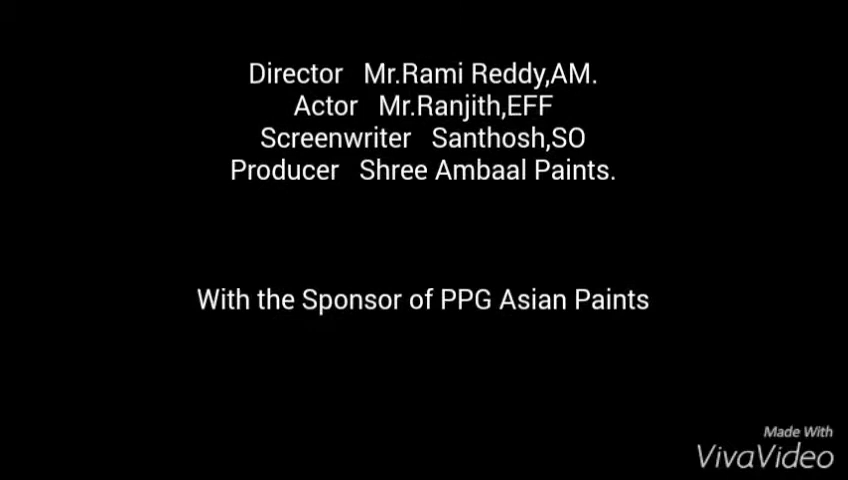 Director   Mr.Rami Reddy,AM.
Actor   Mr.Ranjith,EFF
Screenwriter   Santhosh,SO
Producer   Shree Ambaal Paints.
With the Sponsor of PPG Asian Paints
Made With
VivaVideo